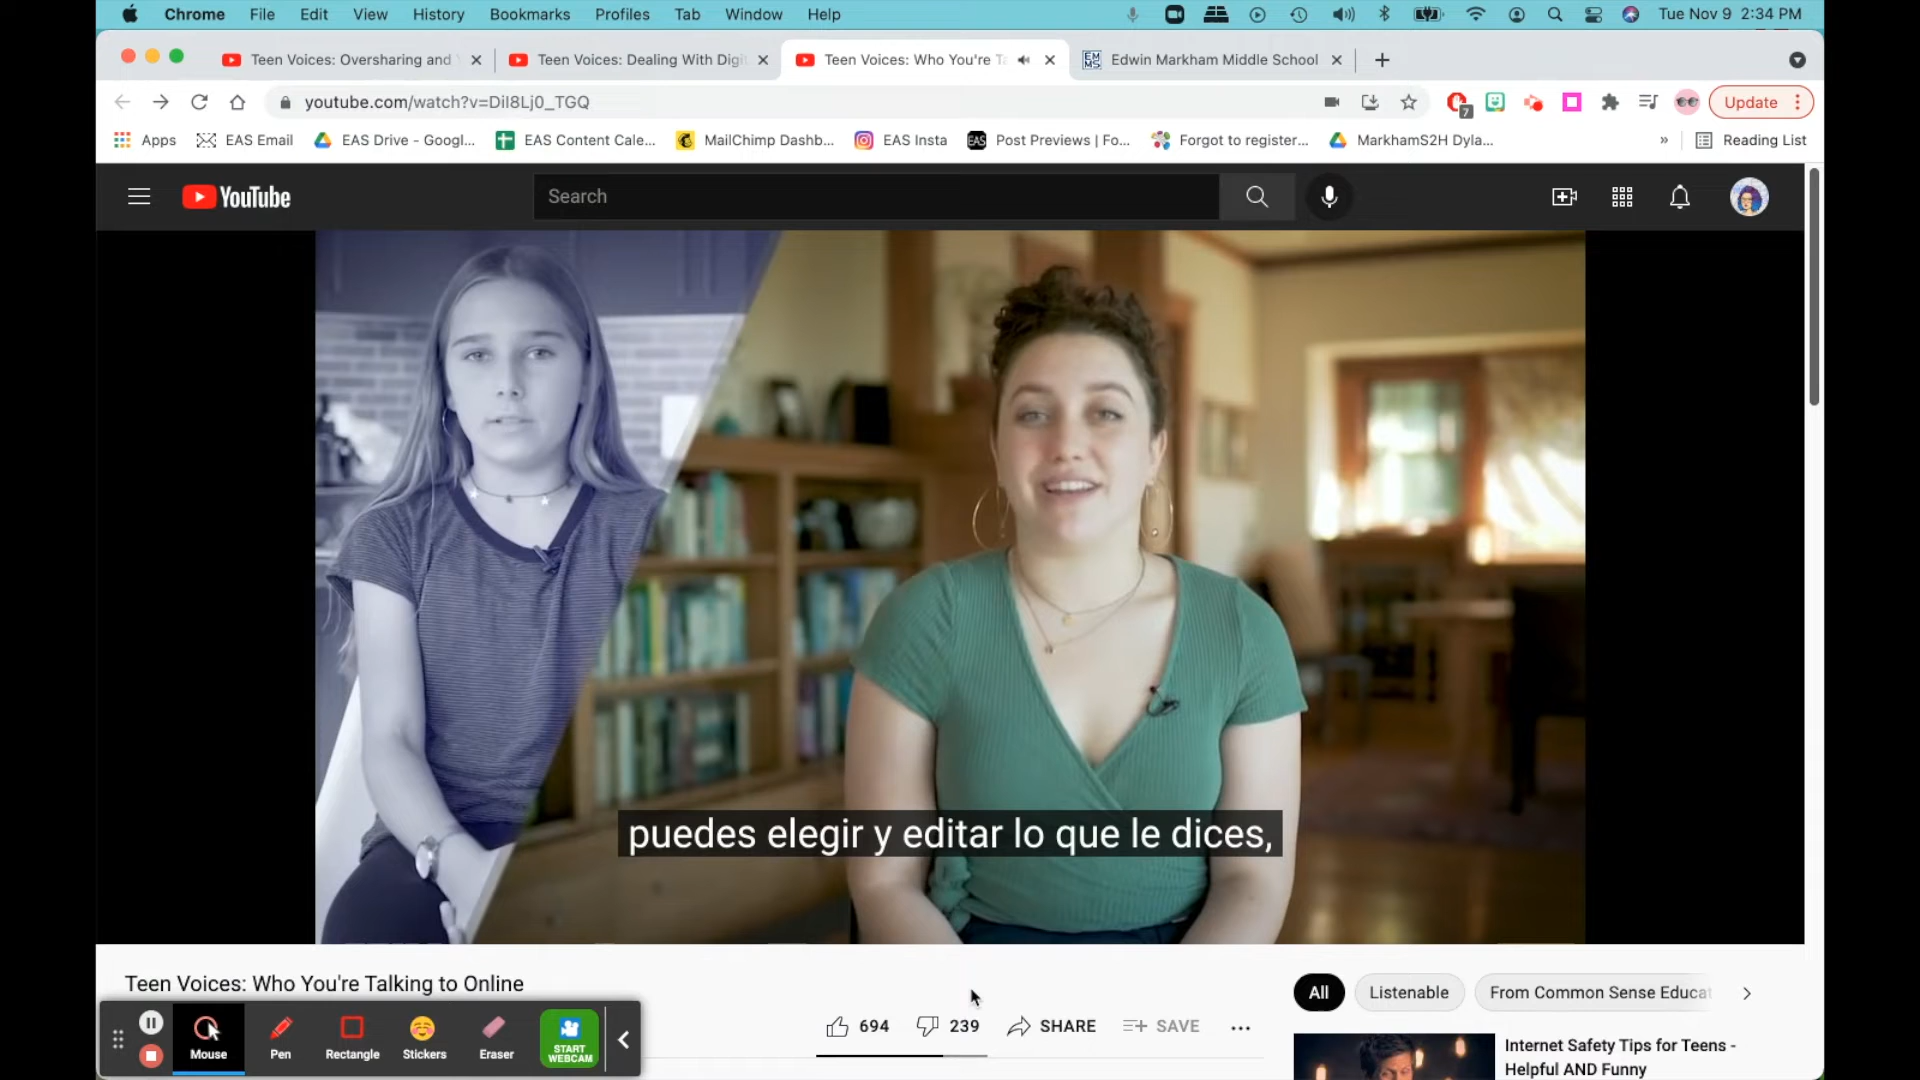 Chrome File Edit View History Bookmarks Profiles Tab Window Help Tue Nov 9 2:34 PM
Teen Voices: Oversharing and Teen Voices: Dealing With Digi Teen Voices: Who You're Ta Edwin Markham Middle School
youtube.com/watch?v=DiI8Lj0_TGQ 7 Update
Apps EAS Email EAS Drive - Googl... EAS Content Cale... MailChimp Dashb... EAS Insta EAS Post Previews | Fo... Forgot to register... MarkhamS2H Dyla... » Reading List
YouTube Search
puedes elegir y editar lo que le dices,
Teen Voices: Who You're Talking to Online
694 239 SHARE SAVE
All Listenable From Common Sense Educat
Mouse Pen Rectangle Stickers Eraser START WEBCAM
Internet Safety Tips for Teens -
Helpful AND Funny